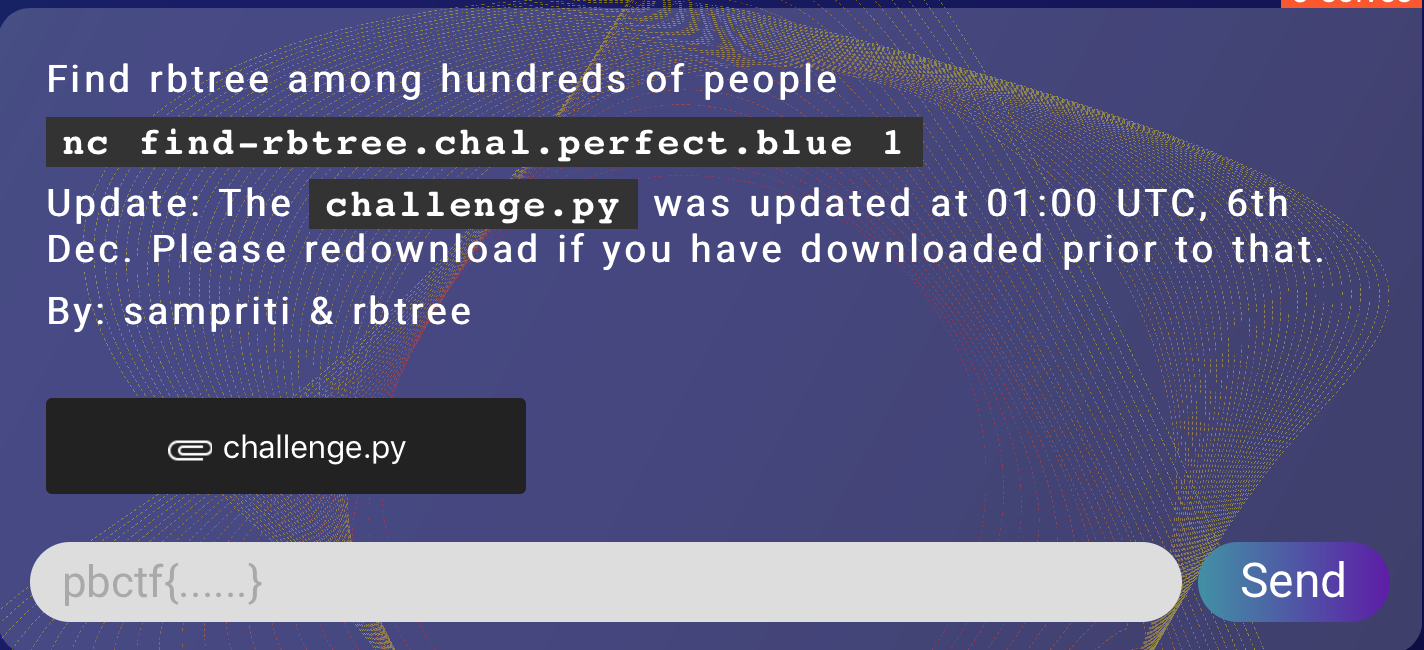 Find rbtree among hundreds of people
nc find-rbtree.chal.perfect.blue 1
Update: The challenge.py was updated at 01:00 UTC, 6th
Dec. Please redownload if you have downloaded prior to that.
By: sampriti & rbtree
challenge.py
pbctf{......}
Send